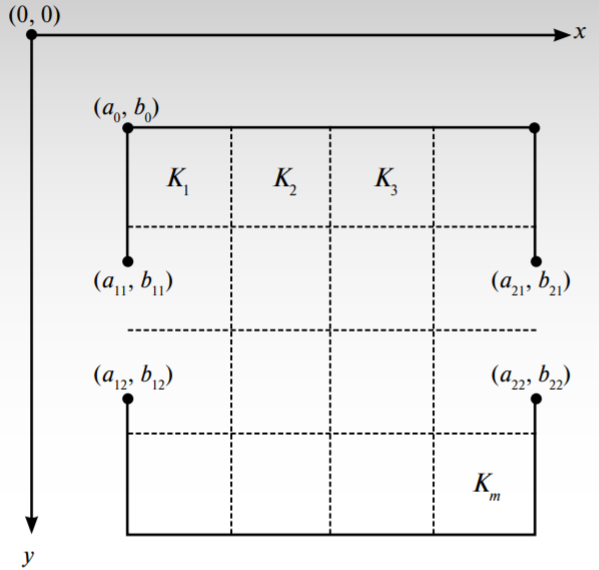 (0, 0)
x
(a₀, b₀)
K₁ K₂ K₃
(a₁₁, b₁₁) (a₂₁, b₂₁)
(a₁₂, b₁₂) (a₂₂, b₂₂)
Kₘ
y